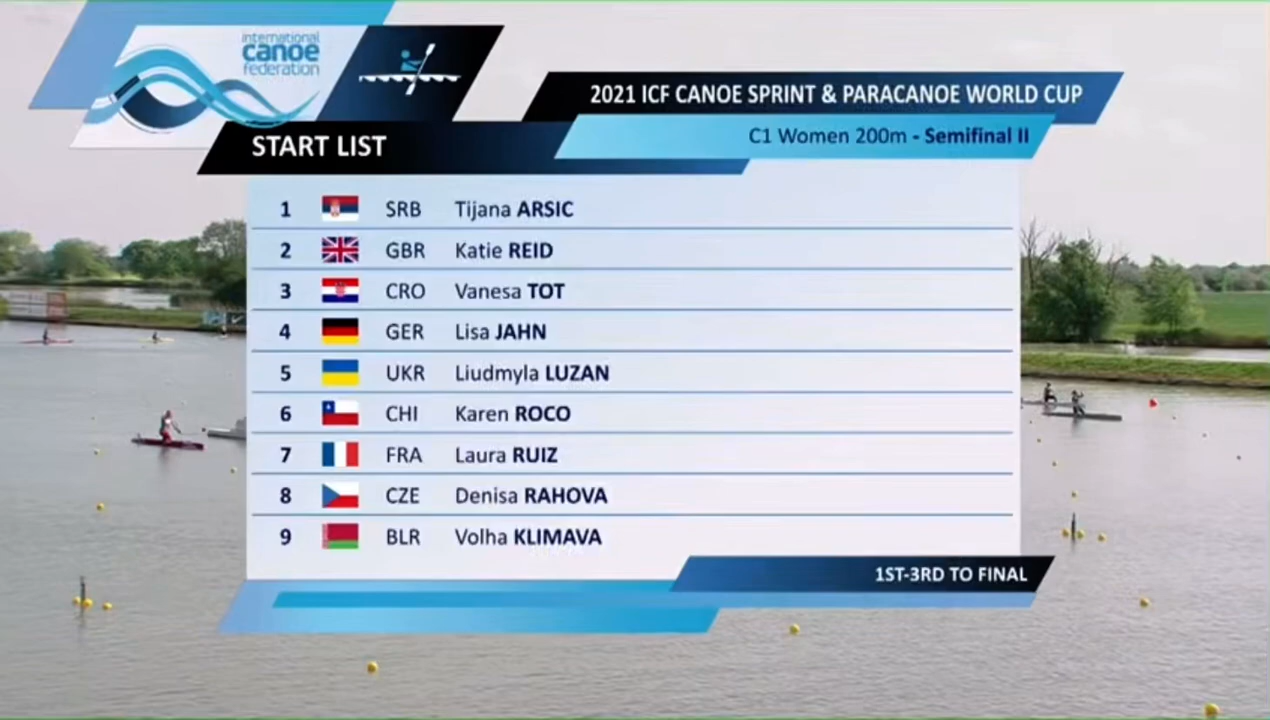 international
canoe
federation
2021 ICF CANOE SPRINT & PARACANOE WORLD CUP
C1 Women 200m - Semifinal II
START LIST
1 SRB Tijana ARSIC
2 GBR Katie REID
3 CRO Vanesa TOT
4 GER Lisa JAHN
5 UKR Liudmyla LUZAN
6 CHI Karen ROCO
7 FRA Laura RUIZ
8 CZE Denisa RAHOVA
9 BLR Volha KLIMAVA
1ST-3RD TO FINAL